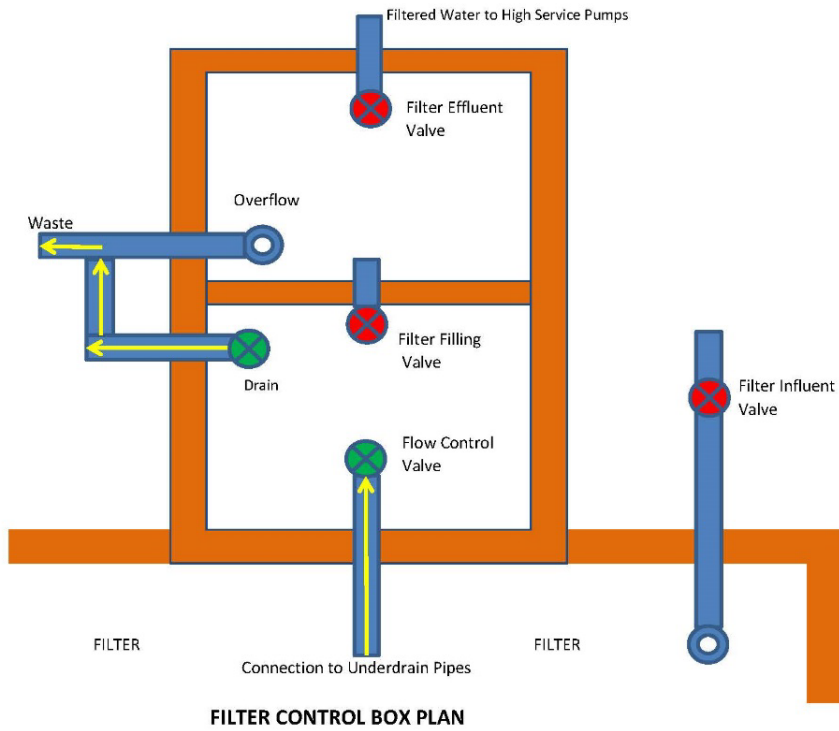 Filtered Water to High Service Pumps
Filter Effluent
Valve
Overflow
Waste
Filter Filling
Valve
Drain
Filter Influent
Valve
Flow Control
Valve
FILTER
FILTER
Connection to Underdrain Pipes
FILTER CONTROL BOX PLAN